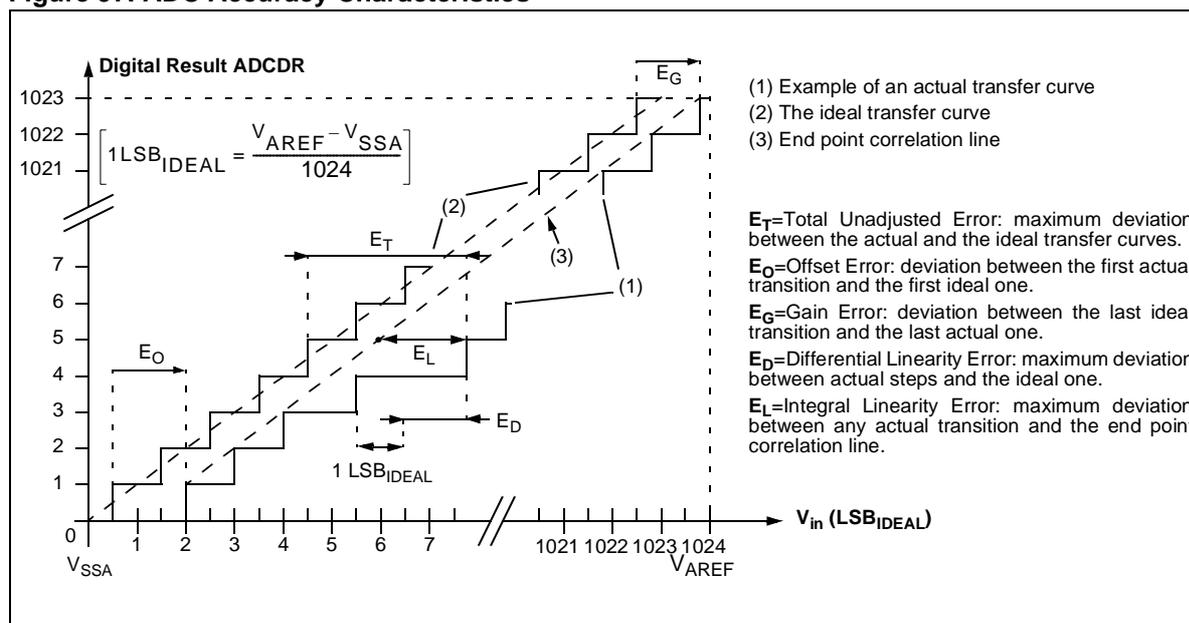 Digital Result ADCDR
E_G
1023
1022
1021
1LSB_IDEAL = (V_AREF – V_SSA) / 1024
(2)
E_T
(3)
(1)
7
6
5
4
3
2
1
0
E_O
E_L
E_D
1 LSB_IDEAL
V_in (LSB_IDEAL)
1 2 3 4 5 6 7 1021 1022 1023 1024
V_SSA
V_AREF
(1) Example of an actual transfer curve
(2) The ideal transfer curve
(3) End point correlation line
E_T=Total Unadjusted Error: maximum deviation
between the actual and the ideal transfer curves.
E_O=Offset Error: deviation between the first actual
transition and the first ideal one.
E_G=Gain Error: deviation between the last ideal
transition and the last actual one.
E_D=Differential Linearity Error: maximum deviation
between actual steps and the ideal one.
E_L=Integral Linearity Error: maximum deviation
between any actual transition and the end point
correlation line.